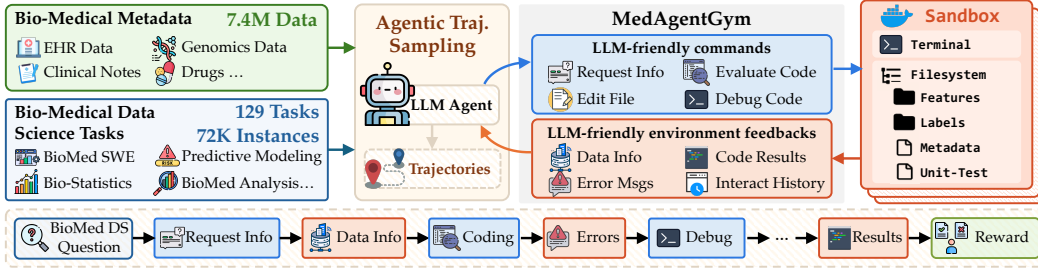 Bio-Medical Metadata 7.4M Data
EHR Data Genomics Data
Clinical Notes Drugs ...
Bio-Medical Data Science Tasks
129 Tasks
72K Instances
BioMed SWE Predictive Modeling
Bio-Statistics BioMed Analysis...
Agentic Traj.
Sampling
LLM Agent
Trajectories
MedAgentGym
LLM-friendly commands
Request Info Evaluate Code
Edit File Debug Code
LLM-friendly environment feedbacks
Data Info Code Results
Error Msgs Interact History
Sandbox
Terminal
Filesystem
Features
Labels
Metadata
Unit-Test
BioMed DS
Question
Request Info
Data Info
Coding
Errors
Debug
...
Results
Reward